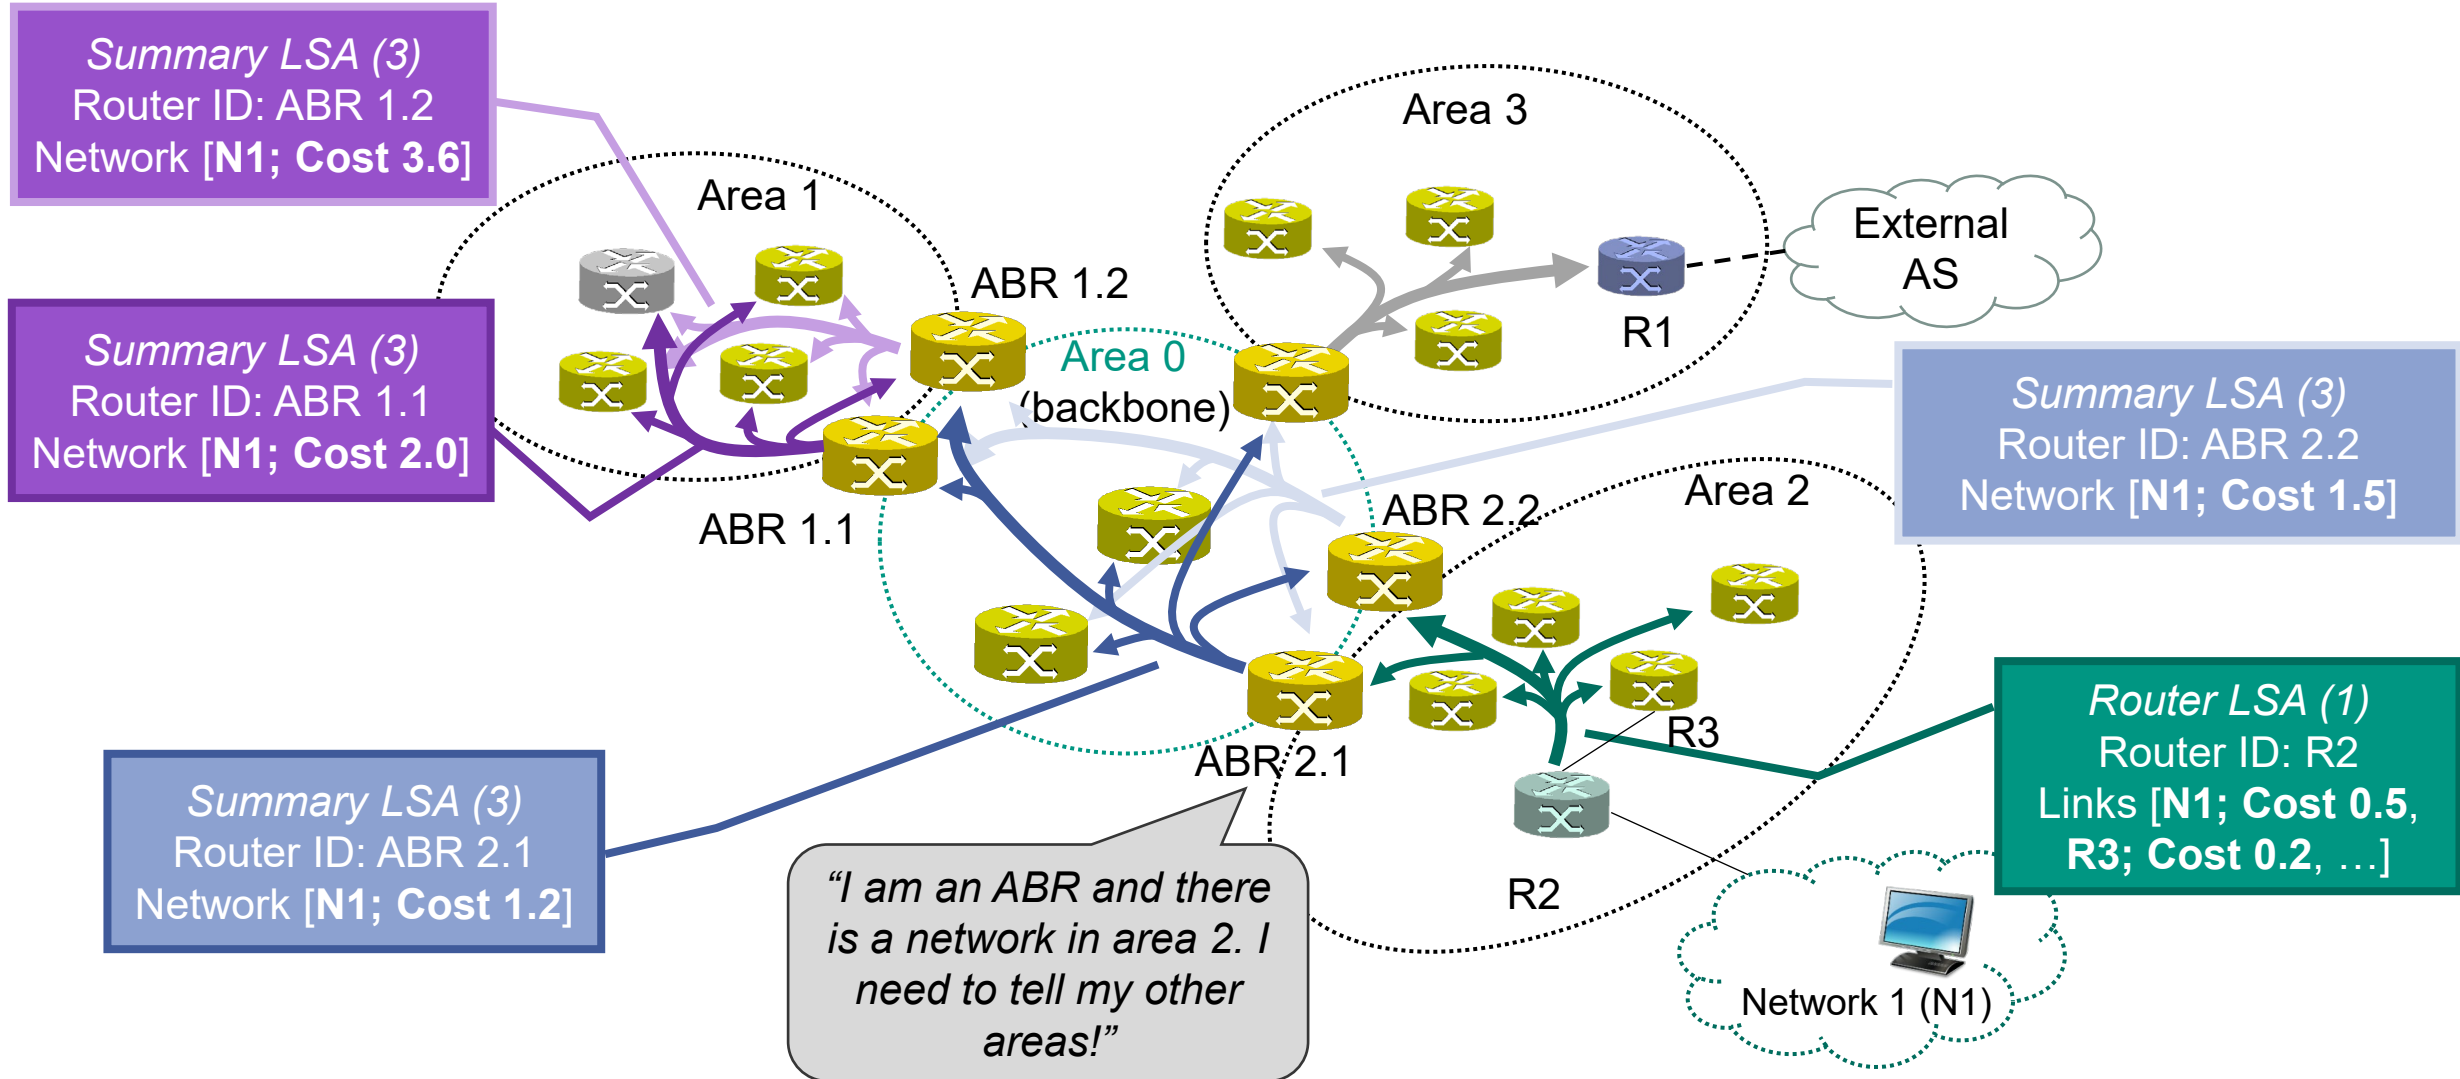 Summary LSA (3)
Router ID: ABR 1.2
Network [N1; Cost 3.6]
Summary LSA (3)
Router ID: ABR 1.1
Network [N1; Cost 2.0]
Area 1
ABR 1.2
ABR 1.1
Area 0
(backbone)
Area 3
R1
External
AS
Summary LSA (3)
Router ID: ABR 2.2
Network [N1; Cost 1.5]
Area 2
ABR 2.2
ABR 2.1
R3
R2
Router LSA (1)
Router ID: R2
Links [N1; Cost 0.5,
R3; Cost 0.2, …]
Summary LSA (3)
Router ID: ABR 2.1
Network [N1; Cost 1.2]
“I am an ABR and there
is a network in area 2. I
need to tell my other
areas!”
Network 1 (N1)